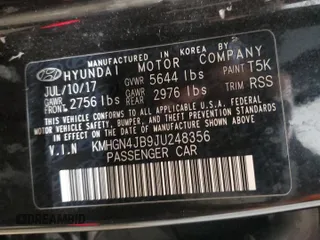 MANUFACTURED IN KOREA BY
HYUNDAI MOTOR COMPANY
JUL/10/17 GVWR 5644 lbs PAINT T5K
GAWR 2756 lbs GAWR 2976 lbs TRIM RSS
THIS VEHICLE CONFORMS TO ALL APPLICABLE
FEDERAL MOTOR VEHICLE SAFETY, BUMPER, AND
THEFT PREVENTION STANDARDS IN EFFECT ON
THE DATE OF MANUFACTURE SHOWN ABOVE.
V.I.N KMHGN4JB9JU248356
PASSENGER CAR
DREAMBID